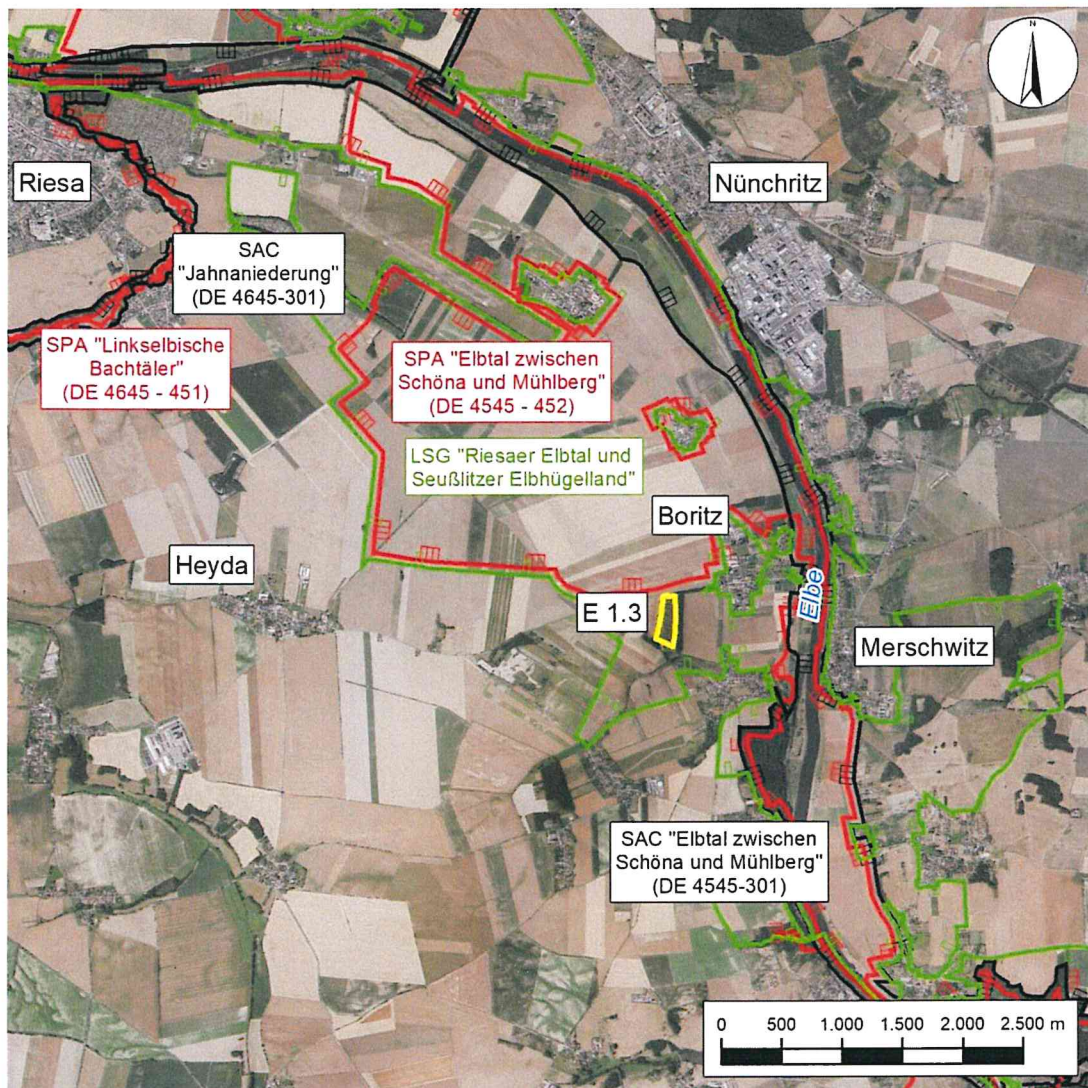 N
Riesa
Nünchritz
SAC
"Jahnaniederung"
(DE 4645-301)
SPA "Linkselbische
Bachtäler"
(DE 4645 - 451)
SPA "Elbtal zwischen
Schöna und Mühlberg"
(DE 4545 - 452)
LSG "Riesaer Elbtal und
Seußlitzer Elbhügelland"
Boritz
Heyda
E 1.3
Elbe
Merschwitz
SAC "Elbtal zwischen
Schöna und Mühlberg"
(DE 4545-301)
0 500 1.000 1.500 2.000 2.500 m